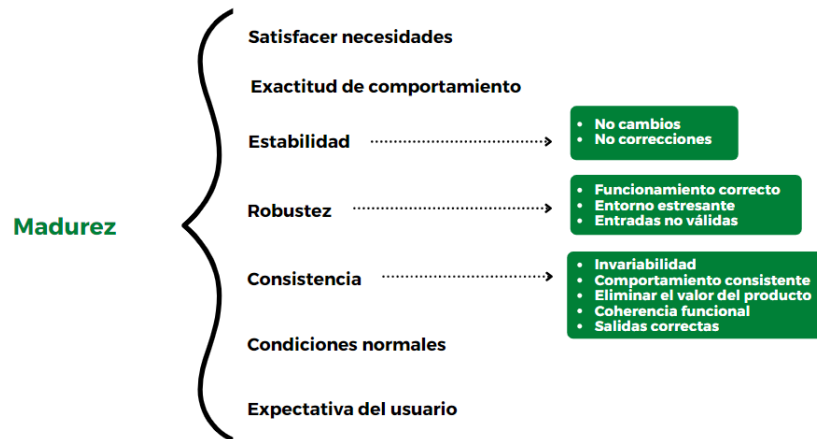 Madurez
Satisfacer necesidades
Exactitud de comportamiento
Estabilidad
• No cambios
• No correcciones
Robustez
• Funcionamiento correcto
• Entorno estresante
• Entradas no válidas
Consistencia
• Invariabilidad
• Comportamiento consistente
• Eliminar el valor del producto
• Coherencia funcional
• Salidas correctas
Condiciones normales
Expectativa del usuario